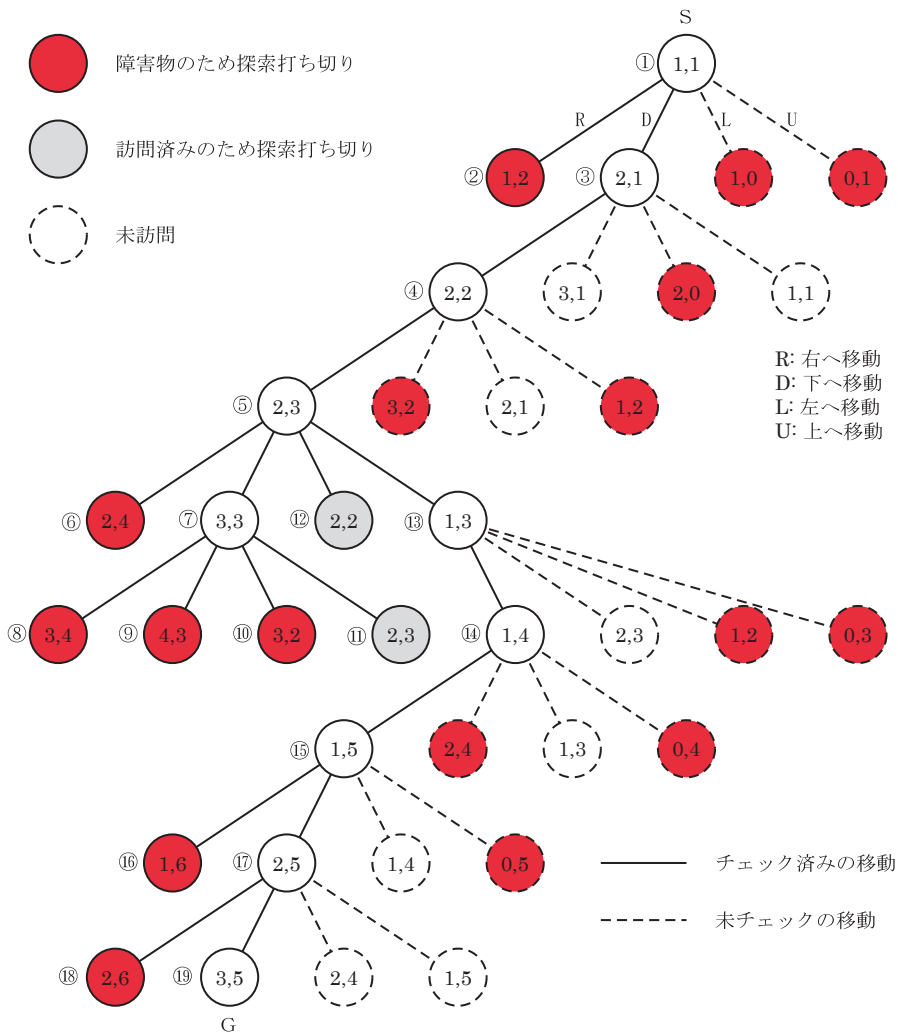 S
障害物のため探索打ち切り
① 1,1
R D L U
訪問済みのため探索打ち切り
② 1,2 ③ 2,1 1,0 0,1
未訪問
④ 2,2 3,1 2,0 1,1
R: 右へ移動
D: 下へ移動
L: 左へ移動
U: 上へ移動
⑤ 2,3 3,2 2,1 1,2
⑥ 2,4 ⑦ 3,3 ⑫ 2,2 ⑬ 1,3
⑧ 3,4 ⑨ 4,3 ⑩ 3,2 ⑪ 2,3 ⑭ 1,4 2,3 1,2 0,3
⑮ 1,5 2,4 1,3 0,4
⑯ 1,6 ⑰ 2,5 1,4 0,5
チェック済みの移動
未チェックの移動
⑱ 2,6 ⑲ 3,5 2,4 1,5
G